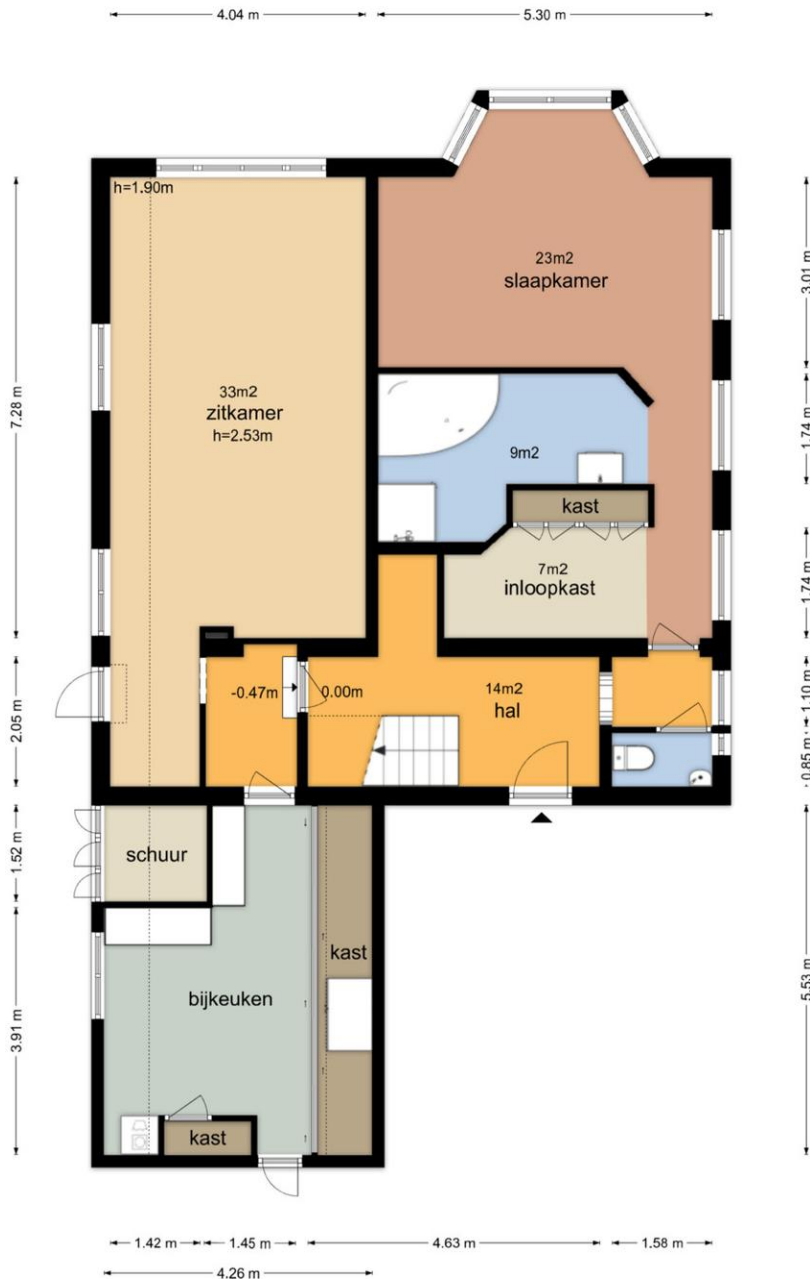 4.04 m
5.30 m
h=1.90m
23m2
slaapkamer
3.01 m
7.28 m
33m2
zitkamer
h=2.53m
9m2
1.74 m
kast
7m2
inloopkast
1.74 m
-0.47m
0.00m
14m2
hal
1.10 m
2.05 m
0.85 m
schuur
1.52 m
kast
bijkeuken
5.53 m
3.91 m
kast
1.42 m
1.45 m
4.63 m
1.58 m
4.26 m